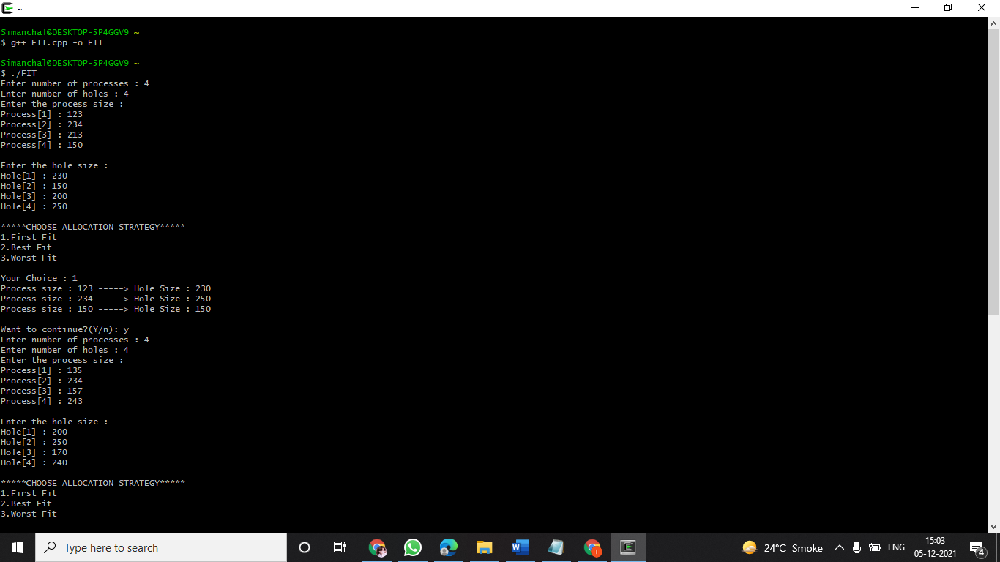 ~
Simanchal@DESKTOP-5P4GGV9 ~
$ g++ FIT.cpp -o FIT
Simanchal@DESKTOP-5P4GGV9 ~
$ ./FIT
Enter number of processes : 4
Enter number of holes : 4
Enter the process size :
Process[1] : 123
Process[2] : 234
Process[3] : 213
Process[4] : 150
Enter the hole size :
Hole[1] : 230
Hole[2] : 150
Hole[3] : 200
Hole[4] : 250
*****CHOOSE ALLOCATION STRATEGY*****
1.First Fit
2.Best Fit
3.Worst Fit
Your Choice : 1
Process size : 123 -----> Hole Size : 230
Process size : 234 -----> Hole Size : 250
Process size : 150 -----> Hole Size : 150
Want to continue?(Y/n): y
Enter number of processes : 4
Enter number of holes : 4
Enter the process size :
Process[1] : 135
Process[2] : 234
Process[3] : 157
Process[4] : 243
Enter the hole size :
Hole[1] : 200
Hole[2] : 250
Hole[3] : 170
Hole[4] : 240
*****CHOOSE ALLOCATION STRATEGY*****
1.First Fit
2.Best Fit
3.Worst Fit
Type here to search
24°C Smoke
ENG
15:03
05-12-2021
4